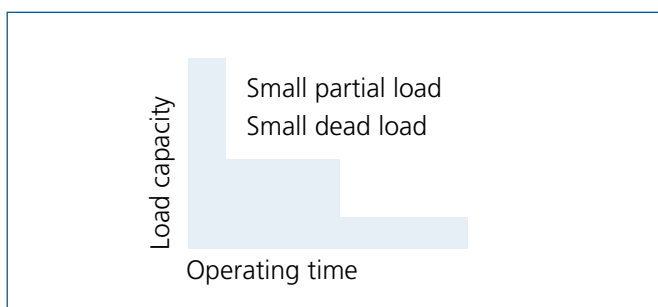 Small partial load
Small dead load
Load capacity
Operating time